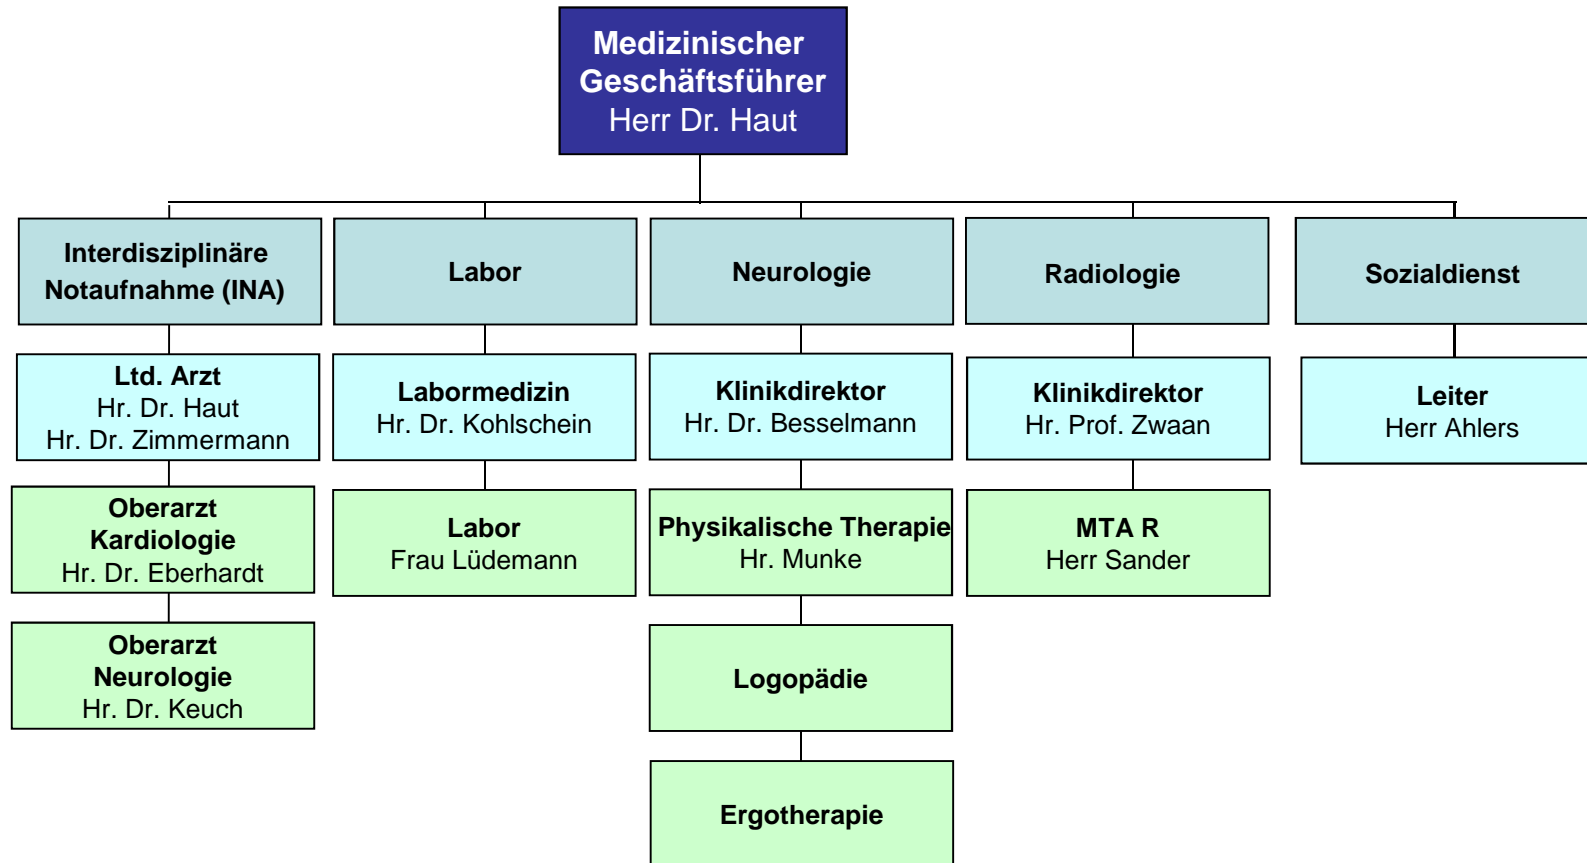 Medizinischer
Geschäftsführer
Herr Dr. Haut
Interdisziplinäre
Notaufnahme (INA)
Labor
Neurologie
Radiologie
Sozialdienst
Ltd. Arzt
Hr. Dr. Haut
Hr. Dr. Zimmermann
Labormedizin
Hr. Dr. Kohlschein
Klinikdirektor
Hr. Dr. Besselmann
Klinikdirektor
Hr. Prof. Zwaan
Leiter
Herr Ahlers
Oberarzt
Kardiologie
Hr. Dr. Eberhardt
Labor
Frau Lüdemann
Physikalische Therapie
Hr. Munke
MTA R
Herr Sander
Oberarzt
Neurologie
Hr. Dr. Keuch
Logopädie
Ergotherapie